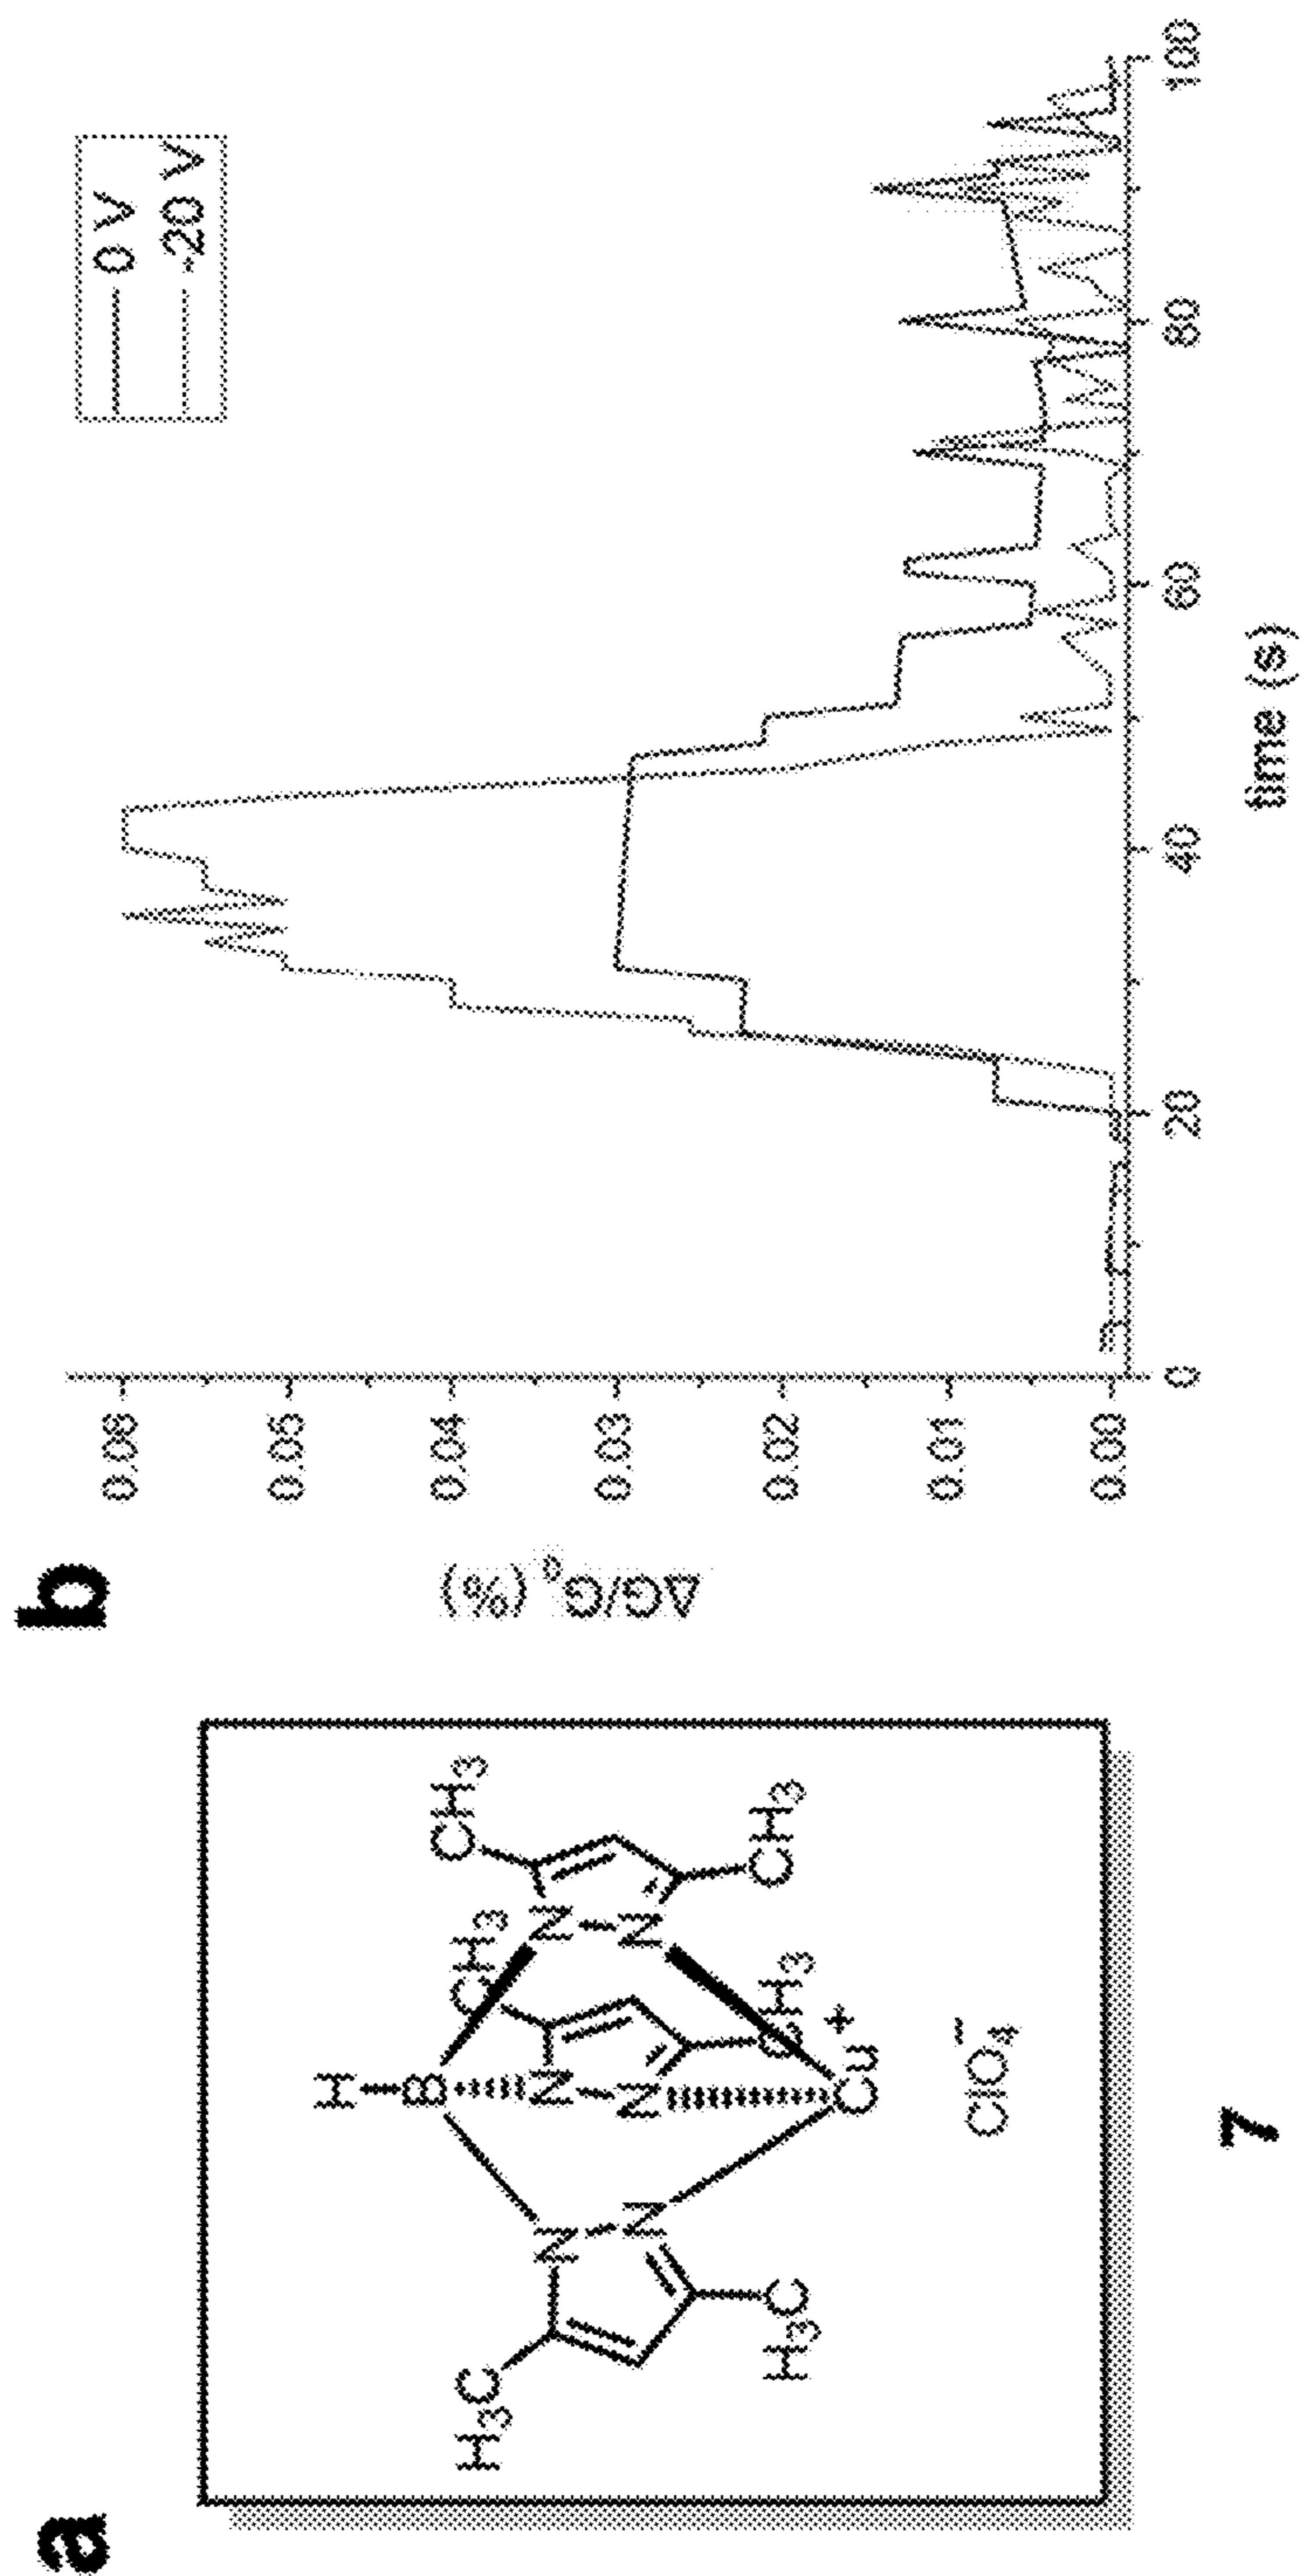 a
H
B
CH3
H3C
CH3
N
N
N
N
N
N
H3C
CH3
CH3
Cu
+
ClO4
−
7
b
0 V
-20 V
0.06
0.05
0.04
0.03
0.02
0.01
0.00
ΔG/G0 (%)
0
20
40
60
80
100
time (s)